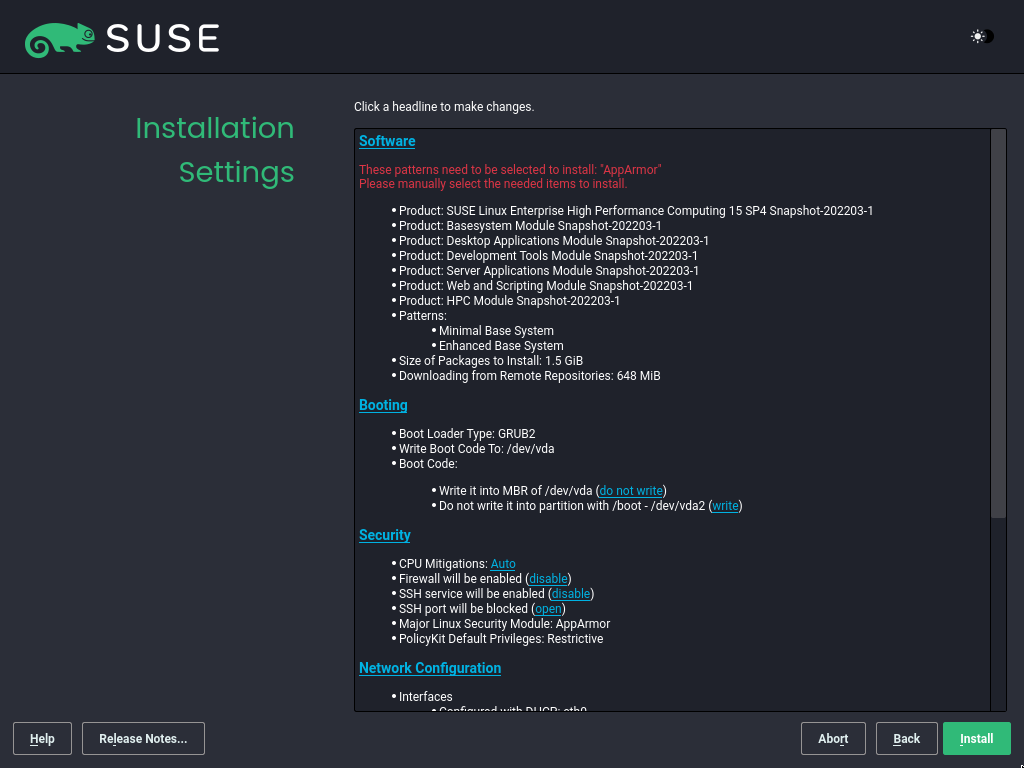 SUSE
Installation
Settings
Click a headline to make changes.
Software
These patterns need to be selected to install: "AppArmor"
Please manually select the needed items to install.
Product: SUSE Linux Enterprise High Performance Computing 15 SP4 Snapshot-202203-1
Product: Basesystem Module Snapshot-202203-1
Product: Desktop Applications Module Snapshot-202203-1
Product: Development Tools Module Snapshot-202203-1
Product: Server Applications Module Snapshot-202203-1
Product: Web and Scripting Module Snapshot-202203-1
Product: HPC Module Snapshot-202203-1
Patterns:
Minimal Base System
Enhanced Base System
Size of Packages to Install: 1.5 GiB
Downloading from Remote Repositories: 648 MiB
Booting
Boot Loader Type: GRUB2
Write Boot Code To: /dev/vda
Boot Code:
Write it into MBR of /dev/vda (do not write)
Do not write it into partition with /boot - /dev/vda2 (write)
Security
CPU Mitigations: Auto
Firewall will be enabled (disable)
SSH service will be enabled (disable)
SSH port will be blocked (open)
Major Linux Security Module: AppArmor
PolicyKit Default Privileges: Restrictive
Network Configuration
Interfaces
Configured with DHCP: eth0
Help
Release Notes...
Abort
Back
Install